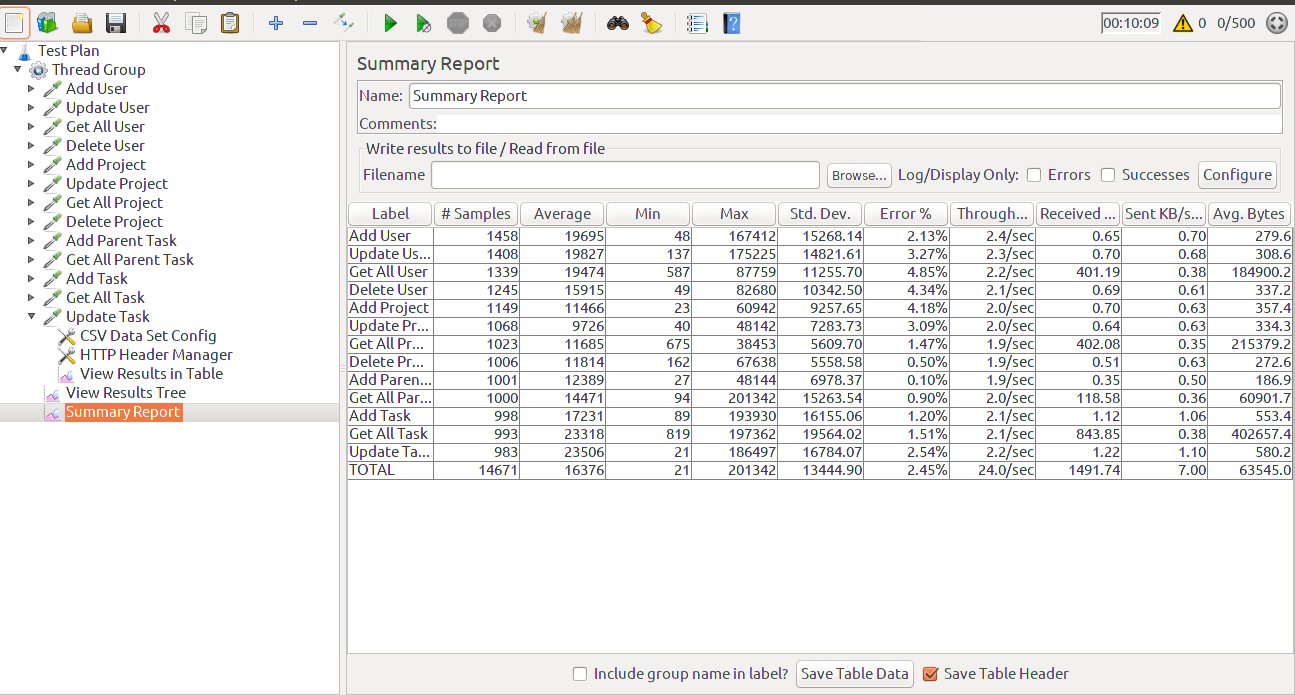 00:10:09 0 0/500
STOP
?
Test Plan
Thread Group
Add User
Update User
Get All User
Delete User
Add Project
Update Project
Get All Project
Delete Project
Add Parent Task
Get All Parent Task
Add Task
Get All Task
Update Task
CSV Data Set Config
HTTP Header Manager
View Results in Table
View Results Tree
Summary Report
Summary Report
Name: Summary Report
Comments:
Write results to file / Read from file
Filename Browse... Log/Display Only: Errors Successes Configure
Label # Samples Average Min Max Std. Dev. Error % Through... Received ... Sent KB/s... Avg. Bytes
Add User 1458 19695 48 167412 15268.14 2.13% 2.4/sec 0.65 0.70 279.6
Update Us... 1408 19827 137 175225 14821.61 3.27% 2.3/sec 0.70 0.68 308.6
Get All User 1339 19474 587 87759 11255.70 4.85% 2.2/sec 401.19 0.38 184900.2
Delete User 1245 15915 49 82680 10342.50 4.34% 2.1/sec 0.69 0.61 337.2
Add Project 1149 11466 23 60942 9257.65 4.18% 2.0/sec 0.70 0.63 357.4
Update Pr... 1068 9726 40 48142 7283.73 3.09% 2.0/sec 0.64 0.63 334.3
Get All Pr... 1023 11685 675 38453 5609.70 1.47% 1.9/sec 402.08 0.35 215379.2
Delete Pr... 1006 11814 162 67638 5558.58 0.50% 1.9/sec 0.51 0.63 272.6
Add Paren... 1001 12389 27 48144 6978.37 0.10% 1.9/sec 0.35 0.50 186.9
Get All Par... 1000 14471 94 201342 15263.54 0.90% 2.0/sec 118.58 0.36 60901.7
Add Task 998 17231 89 193930 16155.06 1.20% 2.1/sec 1.12 1.06 553.4
Get All Task 993 23318 819 197362 19564.02 1.51% 2.1/sec 843.85 0.38 402657.4
Update Ta... 983 23506 21 186497 16784.07 2.54% 2.2/sec 1.22 1.10 580.2
TOTAL 14671 16376 21 201342 13444.90 2.45% 24.0/sec 1491.74 7.00 63545.0
Include group name in label? Save Table Data Save Table Header